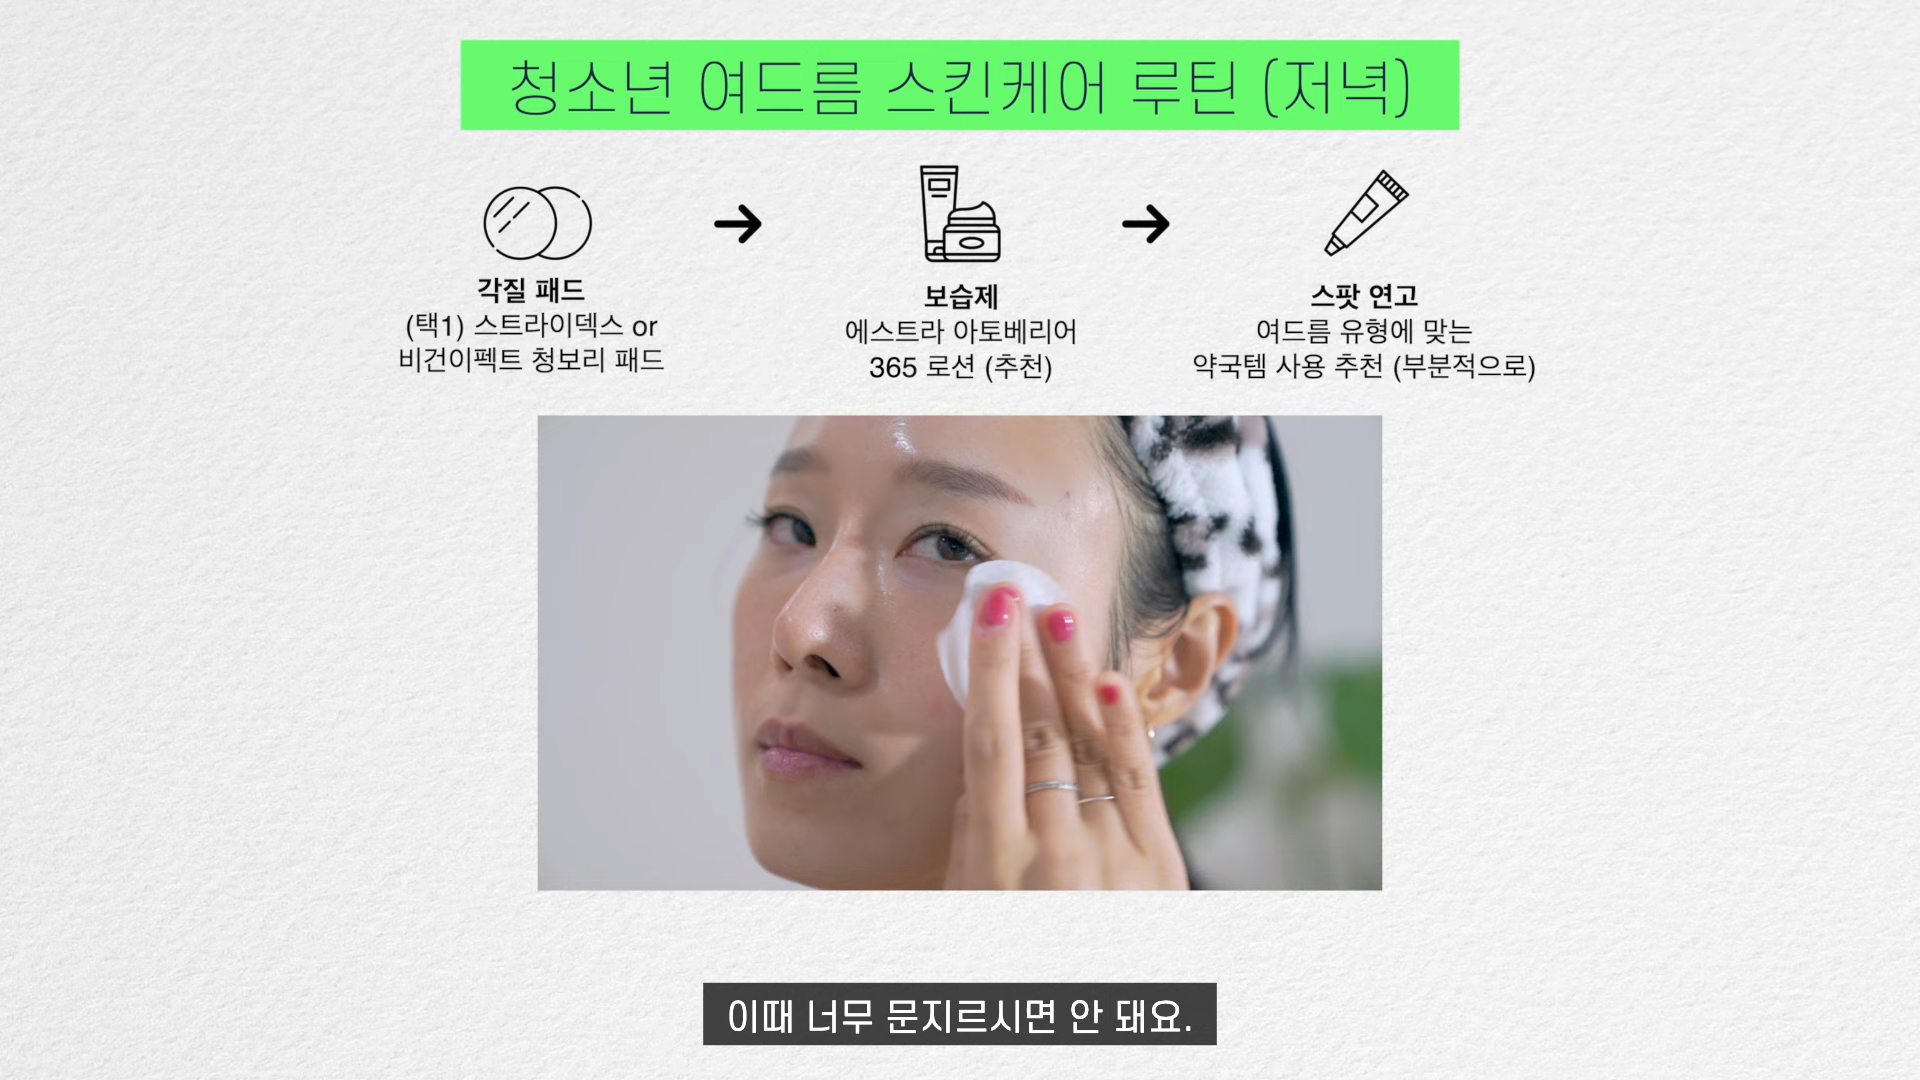 청소년 여드름 스킨케어 루틴 (저녁)
각질 패드
(택1) 스트라이덱스 or
비건이펙트 청보리 패드
보습제
에스트라 아토베리어
365 로션 (추천)
스팟 연고
여드름 유형에 맞는
약국템 사용 추천 (부분적으로)
이때 너무 문지르시면 안 돼요.